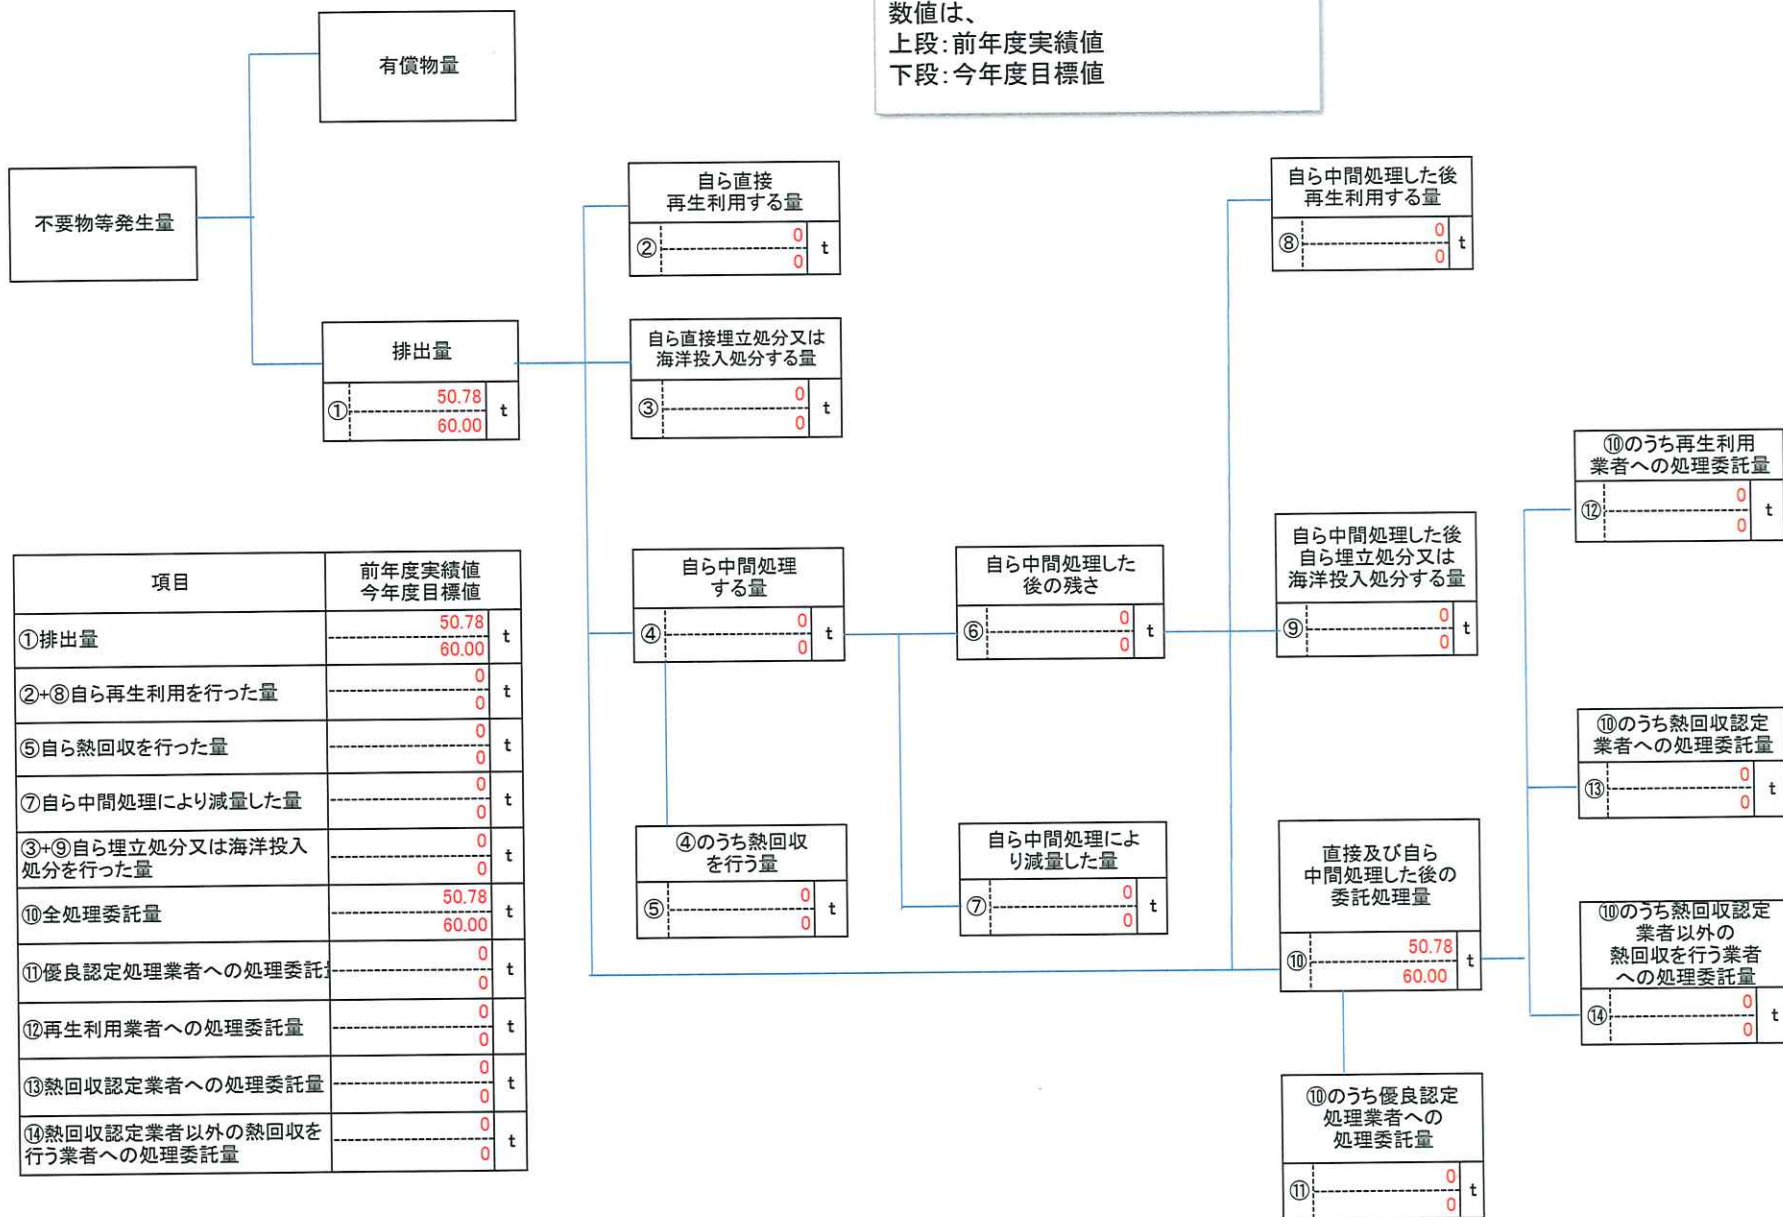 数値は、
上段:前年度実績値
下段:今年度目標値
有償物量
不要物等発生量
排出量
① 50.78 t
60.00
自ら直接
再生利用する量
② 0 t
0
自ら直接埋立処分又は
海洋投入処分する量
③ 0 t
0
自ら中間処理
する量
④ 0 t
0
④のうち熱回収
を行う量
⑤ 0 t
0
自ら中間処理した
後の残さ
⑥ 0 t
0
自ら中間処理によ
り減量した量
⑦ 0 t
0
自ら中間処理した後
再生利用する量
⑧ 0 t
0
自ら中間処理した後
自ら埋立処分又は
海洋投入処分する量
⑨ 0 t
0
直接及び自ら
中間処理した後の
委託処理量
⑩ 50.78 t
60.00
⑩のうち優良認定
処理業者への
処理委託量
⑪ 0 t
0
⑩のうち再生利用
業者への処理委託量
⑫ 0 t
0
⑩のうち熱回収認定
業者への処理委託量
⑬ 0 t
0
⑩のうち熱回収認定
業者以外の
熱回収を行う業者
への処理委託量
⑭ 0 t
0
項目 前年度実績値
今年度目標値
①排出量 50.78 t
60.00
②+⑧自ら再生利用を行った量 0 t
0
⑤自ら熱回収を行った量 0 t
0
⑦自ら中間処理により減量した量 0 t
0
③+⑨自ら埋立処分又は海洋投入
処分を行った量 0 t
0
⑩全処理委託量 50.78 t
60.00
⑪優良認定処理業者への処理委託 0 t
0
⑫再生利用業者への処理委託量 0 t
0
⑬熱回収認定業者への処理委託量 0 t
0
⑭熱回収認定業者以外の熱回収を
行う業者への処理委託量 0 t
0